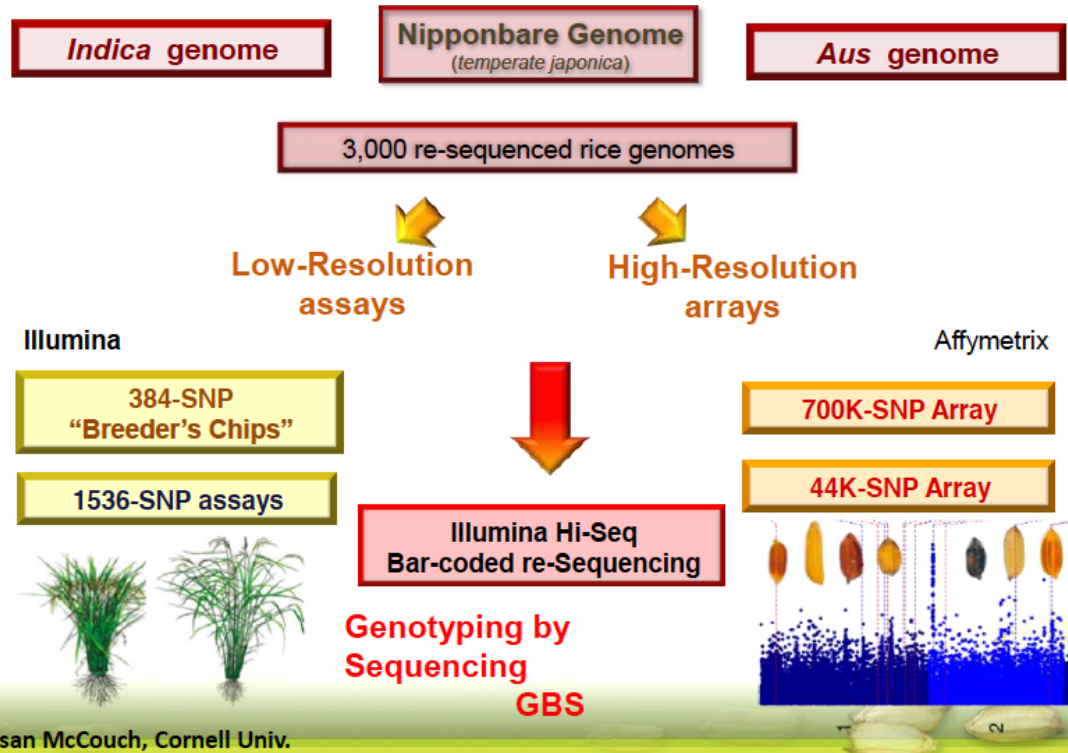 Indica genome
Nipponbare Genome
(temperate japonica)
Aus genome
3,000 re-sequenced rice genomes
Low-Resolution
assays
High-Resolution
arrays
Illumina
Affymetrix
384-SNP
“Breeder’s Chips”
700K-SNP Array
1536-SNP assays
44K-SNP Array
Illumina Hi-Seq
Bar-coded re-Sequencing
Genotyping by
Sequencing
GBS
1
2
san McCouch, Cornell Univ.